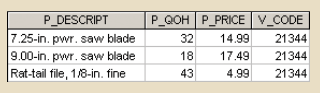 P_DESCRIPT P_QOH P_PRICE V_CODE
7.25-in. pwr. saw blade 32 14.99 21344
9.00-in. pwr. saw blade 18 17.49 21344
Rat-tail file, 1/8-in. fine 43 4.99 21344